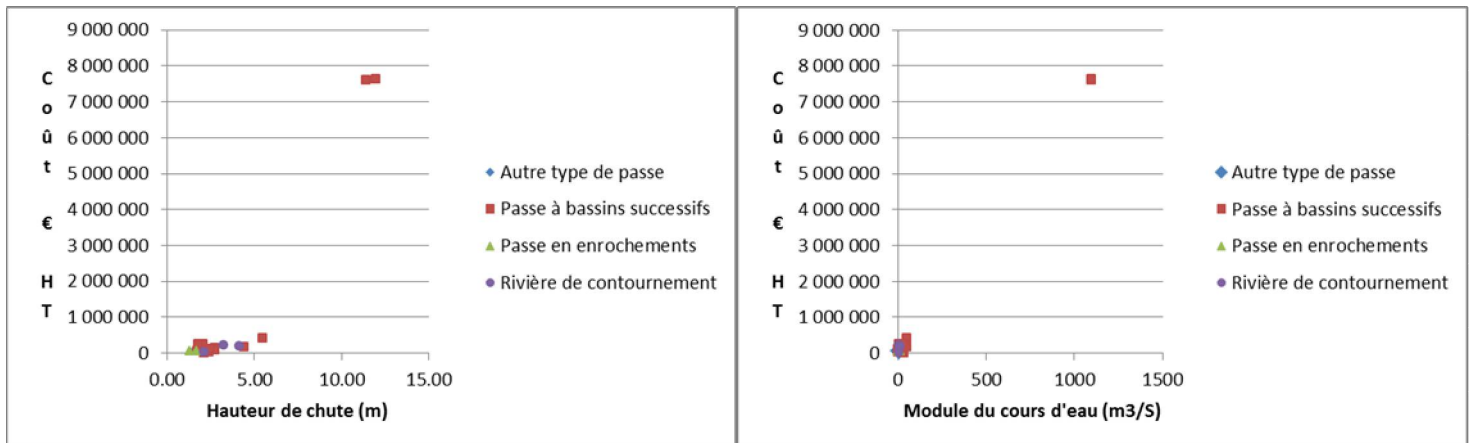 9 000 000
8 000 000
7 000 000
6 000 000
5 000 000
4 000 000
3 000 000
2 000 000
1 000 000
0
0.00 5.00 10.00 15.00
Coût € HT
Hauteur de chute (m)
Autre type de passe
Passe à bassins successifs
Passe en enrochements
Rivière de contournement
9 000 000
8 000 000
7 000 000
6 000 000
5 000 000
4 000 000
3 000 000
2 000 000
1 000 000
0
0 500 1000 1500
Coût € HT
Module du cours d'eau (m3/S)
Autre type de passe
Passe à bassins successifs
Passe en enrochements
Rivière de contournement